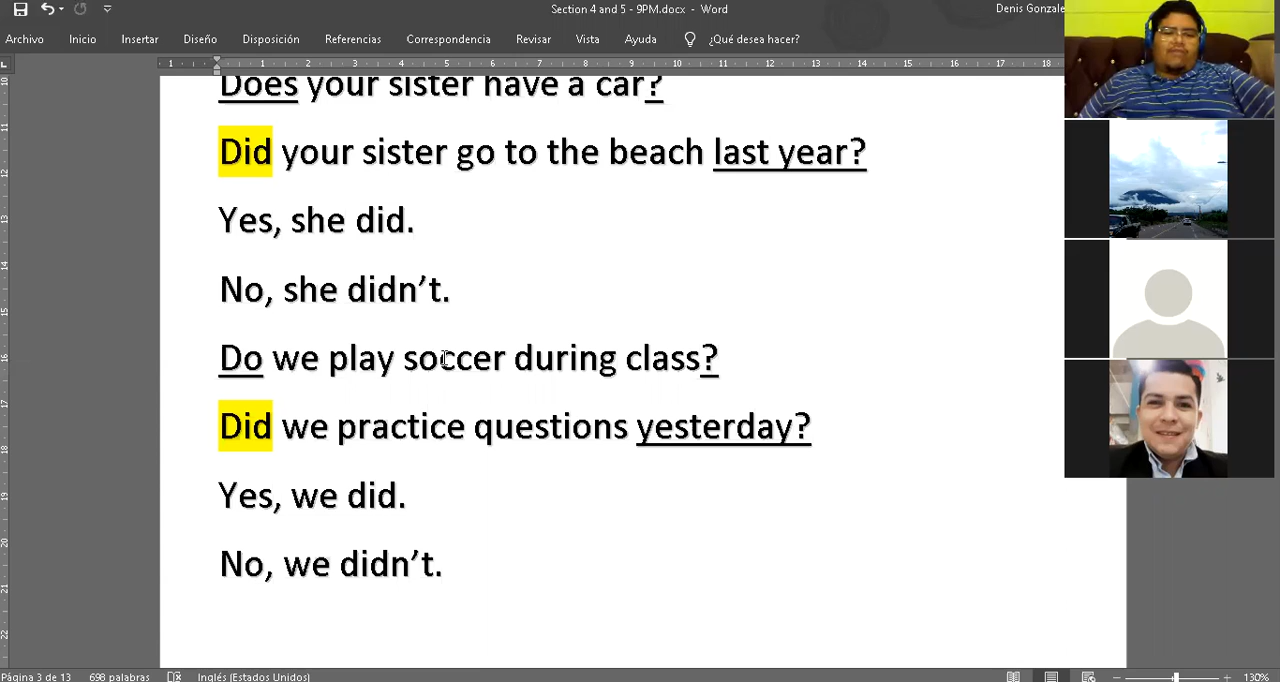 Section 4 and 5 - 9PM.docx - Word
Denis Gonzale
Archivo Inicio Insertar Diseño Disposición Referencias Correspondencia Revisar Vista Ayuda ¿Qué desea hacer?
Does your sister have a car?
Did your sister go to the beach last year?
Yes, she did.
No, she didn’t.
Do we play soccer during class?
Did we practice questions yesterday?
Yes, we did.
No, we didn’t.
Página 3 de 13 698 palabras Inglés (Estados Unidos) 130%